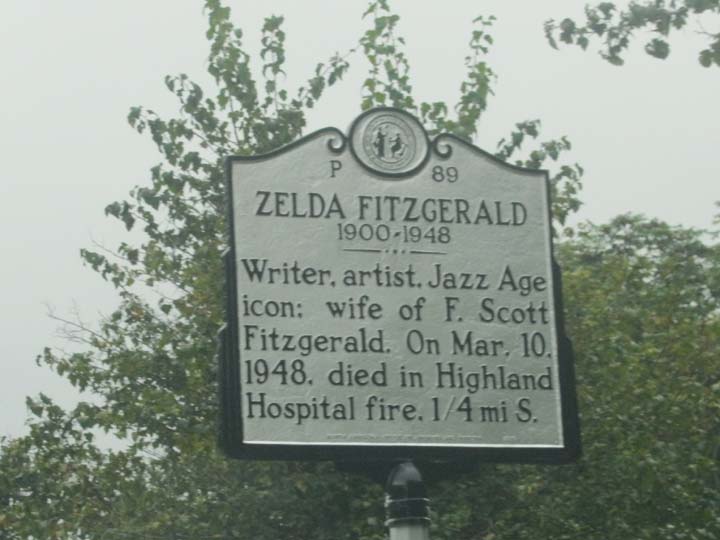 P 89
ZELDA FITZGERALD
1900-1948
Writer, artist, Jazz Age
icon; wife of F. Scott
Fitzgerald. On Mar. 10,
1948, died in Highland
Hospital fire, 1/4 mi S.